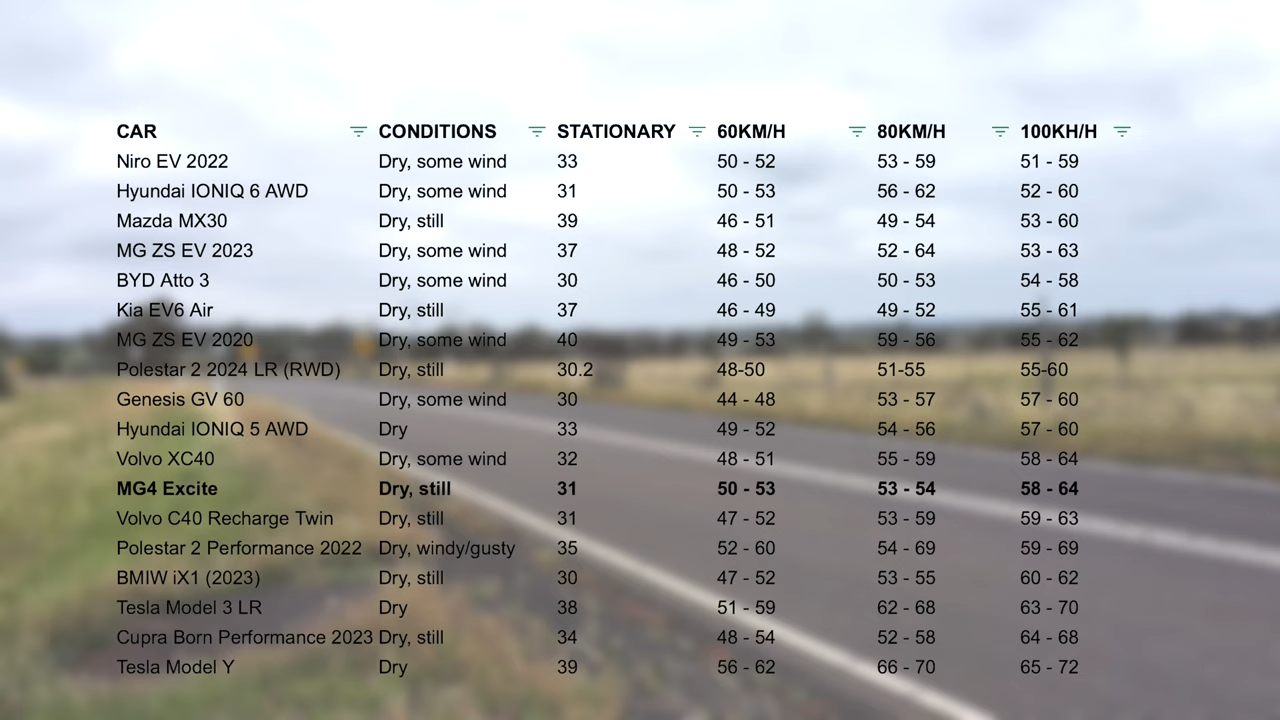 CAR CONDITIONS STATIONARY 60KM/H 80KM/H 100KH/H
Niro EV 2022 Dry, some wind 33 50 - 52 53 - 59 51 - 59
Hyundai IONIQ 6 AWD Dry, some wind 31 50 - 53 56 - 62 52 - 60
Mazda MX30 Dry, still 39 46 - 51 49 - 54 53 - 60
MG ZS EV 2023 Dry, some wind 37 48 - 52 52 - 64 53 - 63
BYD Atto 3 Dry, some wind 30 46 - 50 50 - 53 54 - 58
Kia EV6 Air Dry, still 37 46 - 49 49 - 52 55 - 61
MG ZS EV 2020 Dry, some wind 40 49 - 53 59 - 56 55 - 62
Polestar 2 2024 LR (RWD) Dry, still 30.2 48-50 51-55 55-60
Genesis GV 60 Dry, some wind 30 44 - 48 53 - 57 57 - 60
Hyundai IONIQ 5 AWD Dry 33 49 - 52 54 - 56 57 - 60
Volvo XC40 Dry, some wind 32 48 - 51 55 - 59 58 - 64
MG4 Excite Dry, still 31 50 - 53 53 - 54 58 - 64
Volvo C40 Recharge Twin Dry, still 31 47 - 52 53 - 59 59 - 63
Polestar 2 Performance 2022 Dry, windy/gusty 35 52 - 60 54 - 69 59 - 69
BMIW iX1 (2023) Dry, still 30 47 - 52 53 - 55 60 - 62
Tesla Model 3 LR Dry 38 51 - 59 62 - 68 63 - 70
Cupra Born Performance 2023 Dry, still 34 48 - 54 52 - 58 64 - 68
Tesla Model Y Dry 39 56 - 62 66 - 70 65 - 72